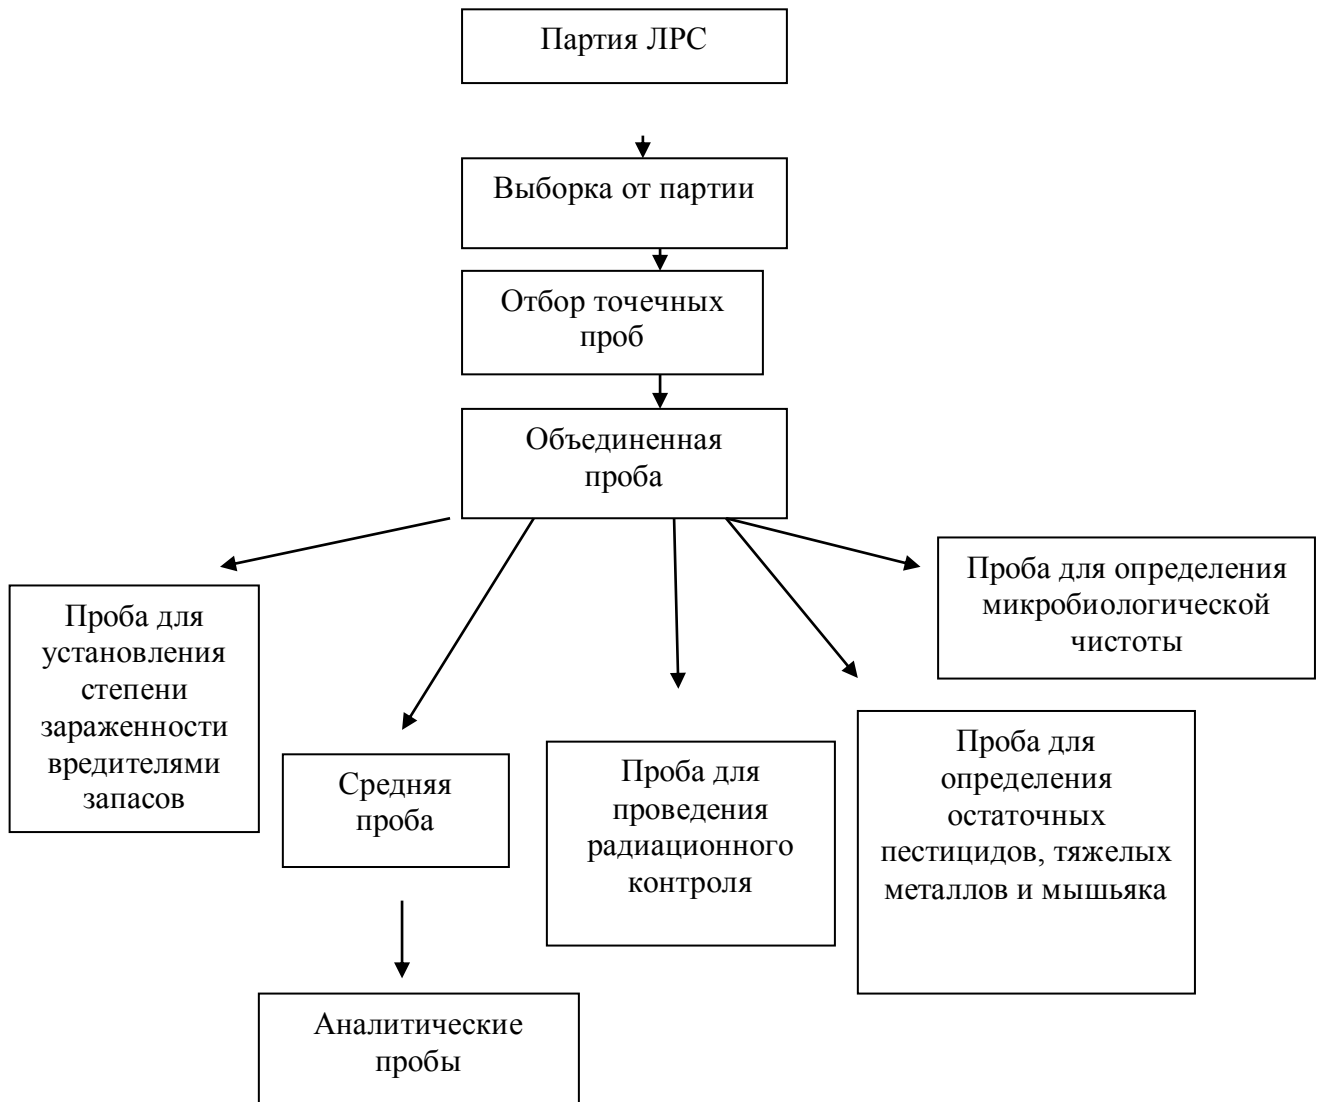 Партия ЛРС
Выборка от партии
Отбор точечных
проб
Объединенная
проба
Проба для
установления
степени
зараженности
вредителями
запасов
Средняя
проба
Проба для
проведения
радиационного
контроля
Проба для
определения
остаточных
пестицидов, тяжелых
металлов и мышьяка
Проба для определения
микробиологической
чистоты
Аналитические
пробы